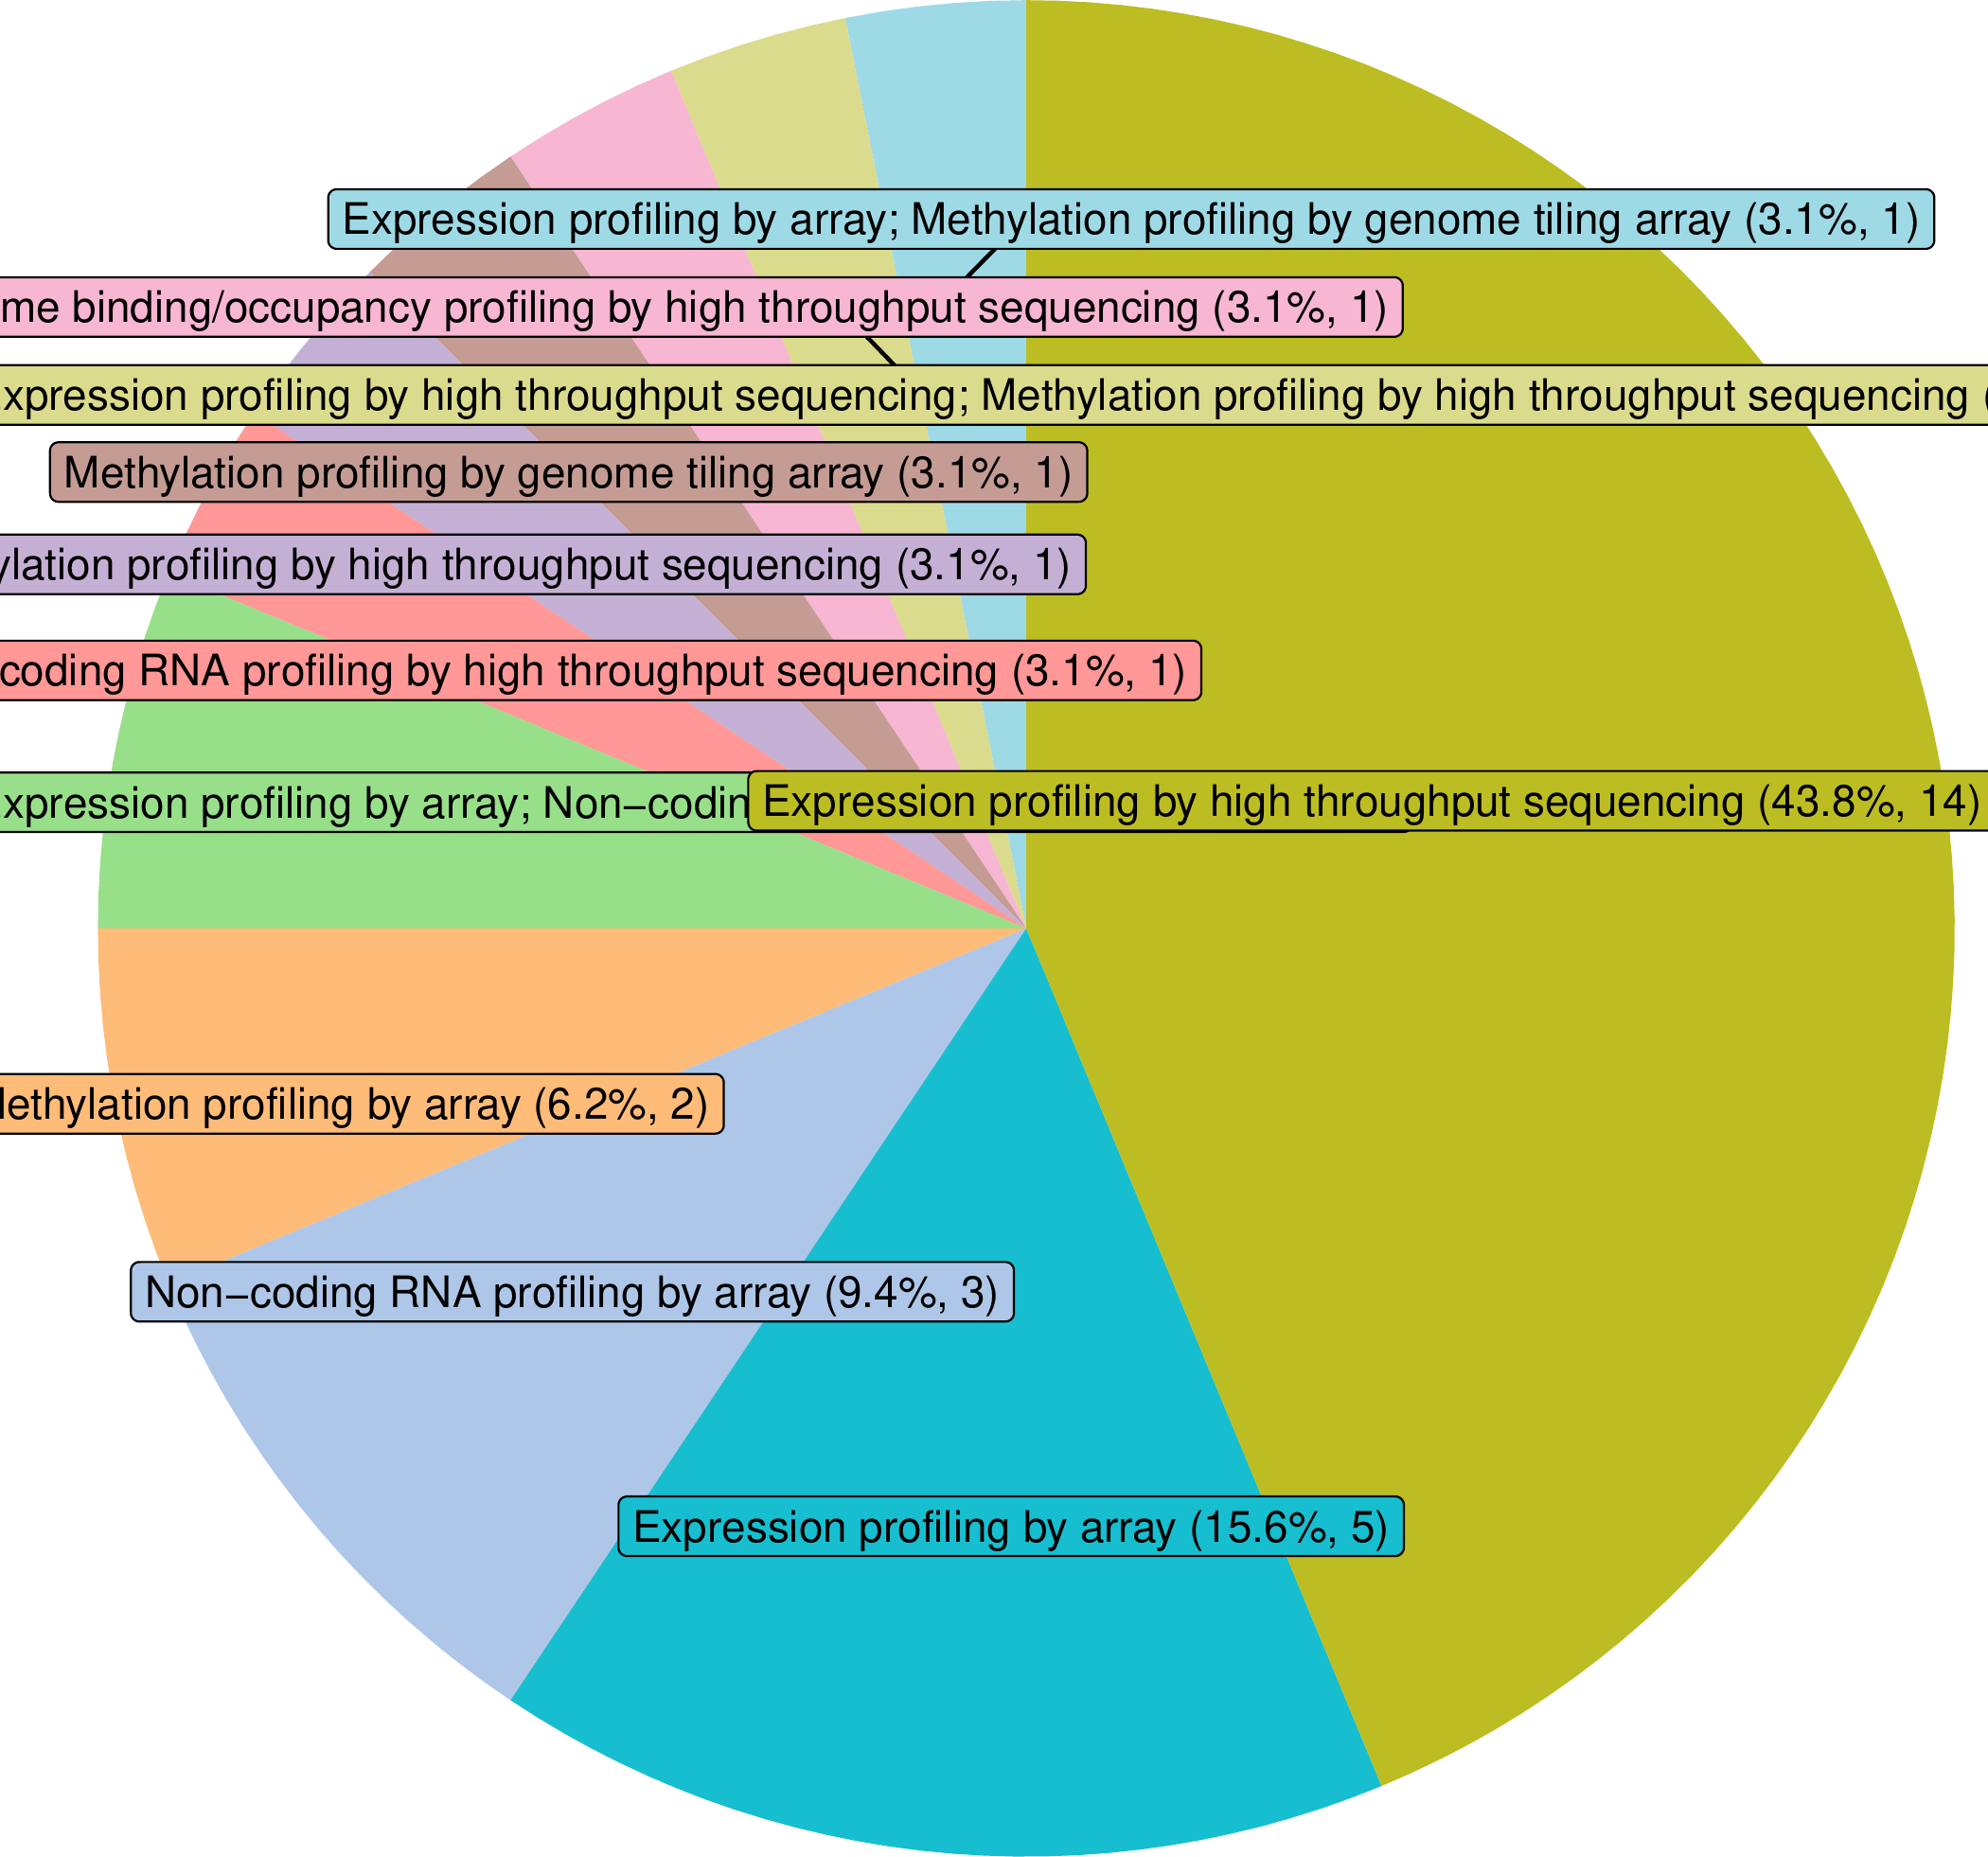 Expression profiling by array; Methylation profiling by genome tiling array (3.1%, 1)
me binding/occupancy profiling by high throughput sequencing (3.1%, 1)
xpression profiling by high throughput sequencing; Methylation profiling by high throughput sequencing (
Methylation profiling by genome tiling array (3.1%, 1)
ylation profiling by high throughput sequencing (3.1%, 1)
coding RNA profiling by high throughput sequencing (3.1%, 1)
xpression profiling by array; Non−codin
Expression profiling by high throughput sequencing (43.8%, 14)
lethylation profiling by array (6.2%, 2)
Non−coding RNA profiling by array (9.4%, 3)
Expression profiling by array (15.6%, 5)